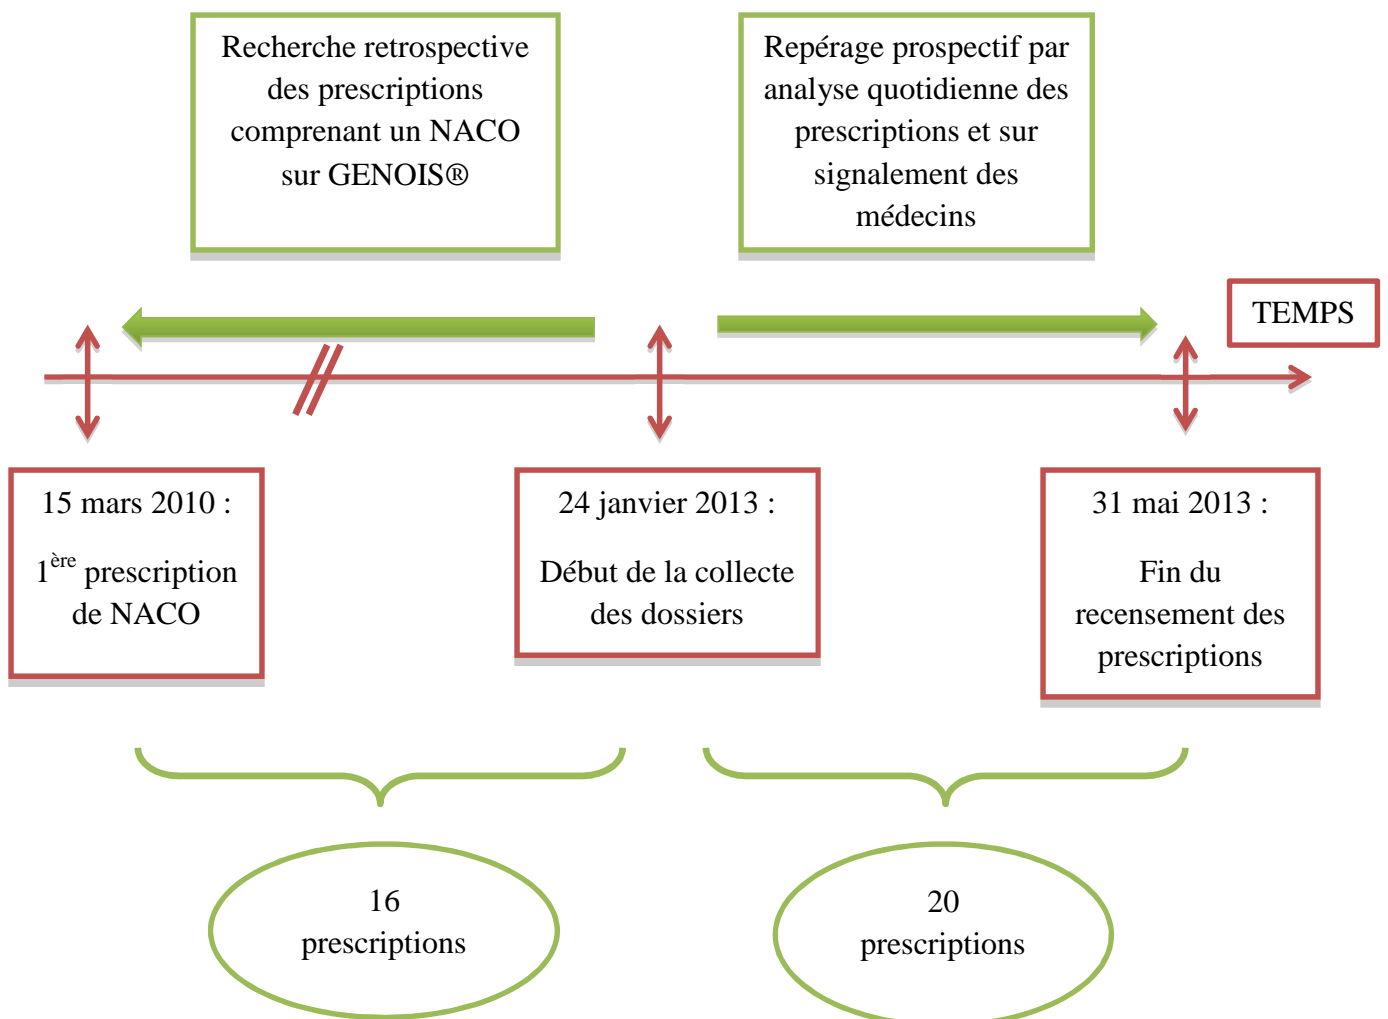 Recherche retrospective
des prescriptions
comprenant un NACO
sur GENOIS®
Repérage prospectif par
analyse quotidienne des
prescriptions et sur
signalement des
médecins
TEMPS
15 mars 2010 :
1ère prescription
de NACO
24 janvier 2013 :
Début de la collecte
des dossiers
31 mai 2013 :
Fin du
recensement des
prescriptions
16
prescriptions
20
prescriptions